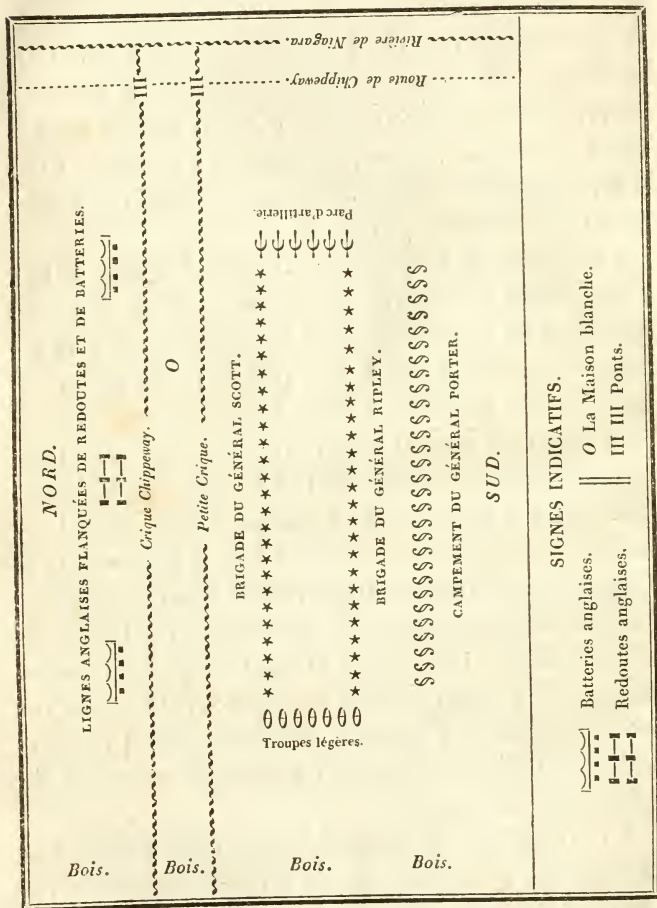 Rivière de Niagara.
Route de Chippeway.
NORD.
LIGNES ANGLAISES FLANQUÉES DE REDOUTES ET DE BATTERIES.
III
Crique Chippeway.
O
III
Petite Crique.
BRIGADE DU GÉNÉRAL SCOTT.
Parc d'artillerie.
Troupes légères.
BRIGADE DU GÉNÉRAL RIPLEY.
CAMPEMENT DU GÉNÉRAL PORTER.
SUD.
Bois.
Bois.
Bois.
Bois.
SIGNES INDICATIFS.
Batteries anglaises.
O La Maison blanche.
Redoutes anglaises.
III III Ponts.